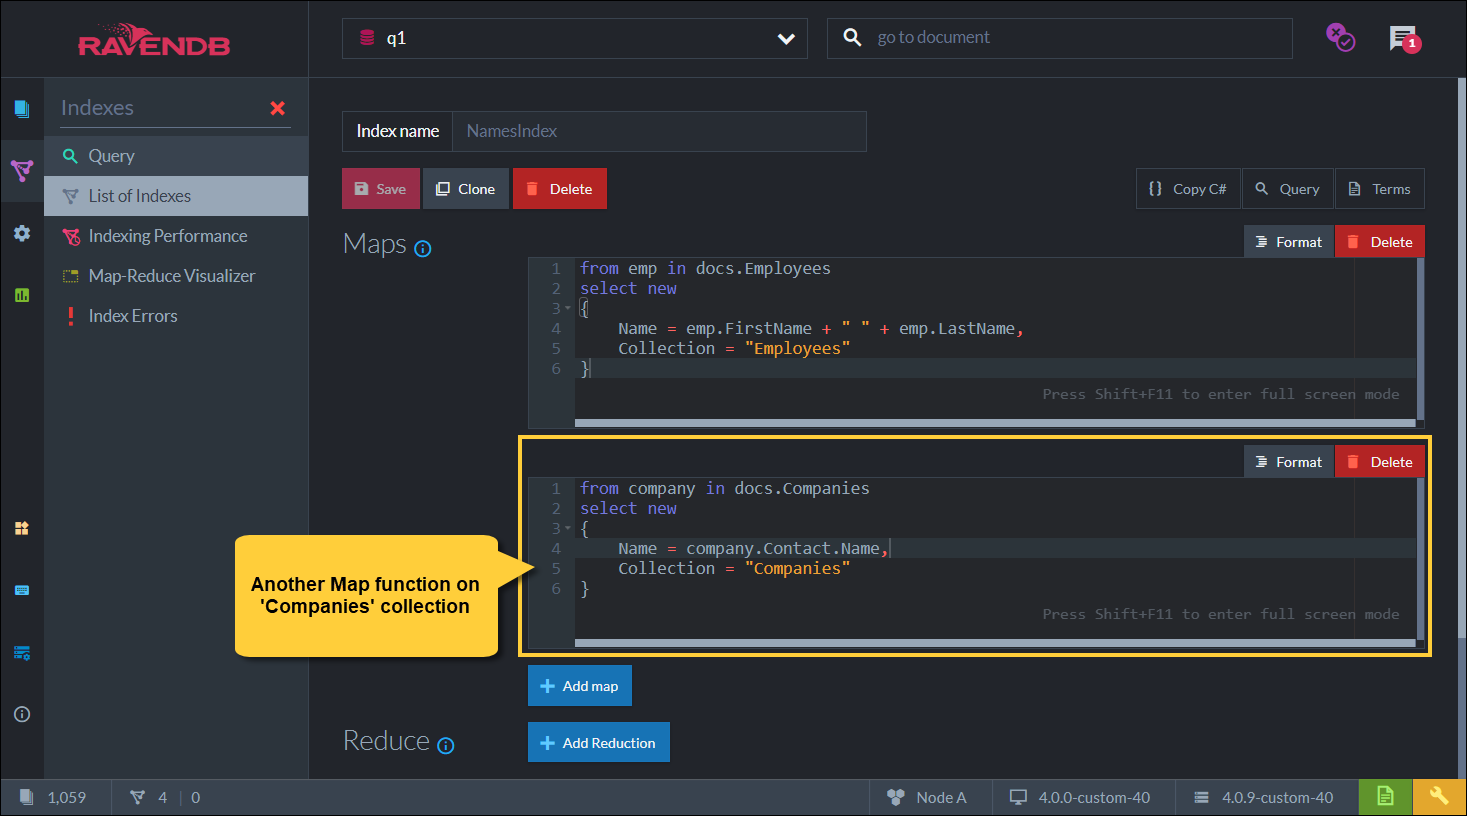 RAVENDB
q1
go to document
1
Indexes
Query
List of Indexes
Indexing Performance
Map-Reduce Visualizer
Index Errors
Index name NamesIndex
Save Clone Delete
{} Copy C# Query Terms
Maps
Format Delete
1 from emp in docs.Employees
2 select new
3 {
4 Name = emp.FirstName + " " + emp.LastName,
5 Collection = "Employees"
6 }
Press Shift+F11 to enter full screen mode
Format Delete
1 from company in docs.Companies
2 select new
3 {
4 Name = company.Contact.Name,
5 Collection = "Companies"
6 }
Press Shift+F11 to enter full screen mode
Another Map function on
'Companies' collection
Add map
Reduce
Add Reduction
1,059 4 | 0 Node A 4.0.0-custom-40 4.0.9-custom-40